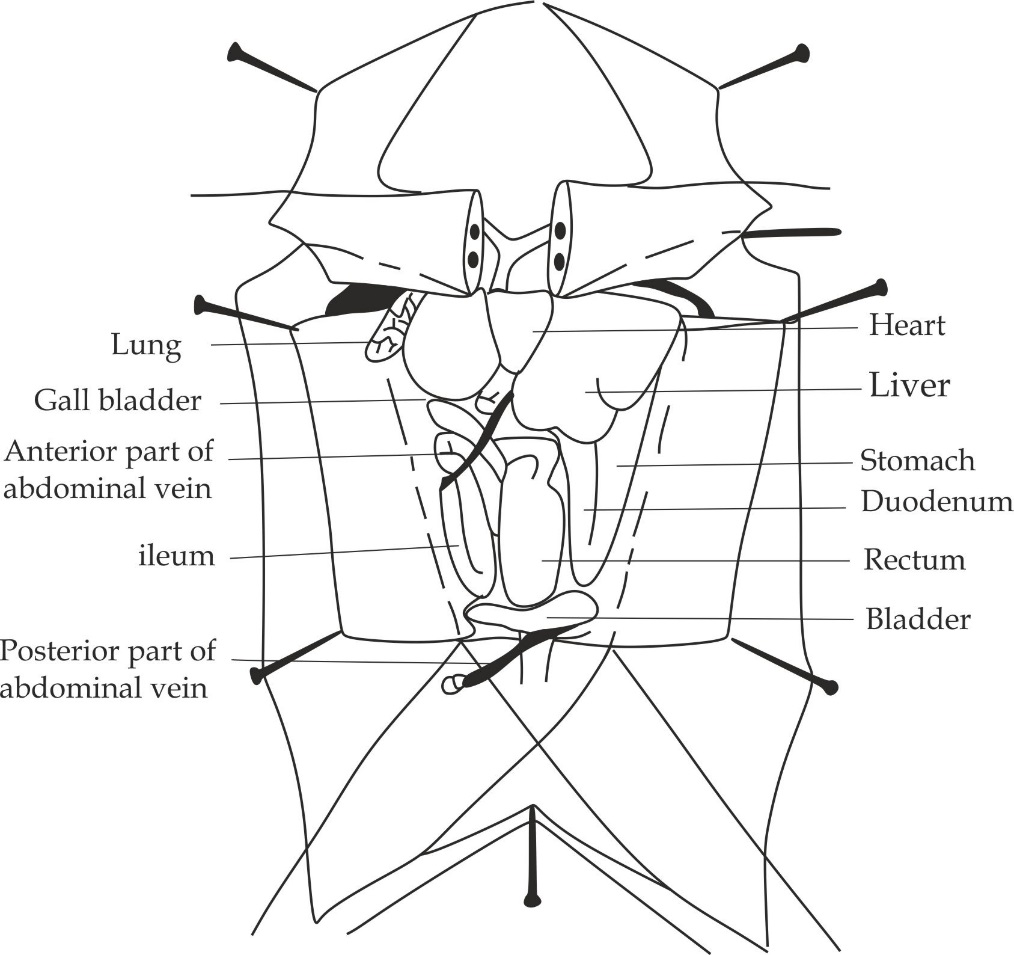 Lung
Gall bladder
Anterior part of
abdominal vein
ileum
Posterior part of
abdominal vein
Heart
Liver
Stomach
Duodenum
Rectum
Bladder